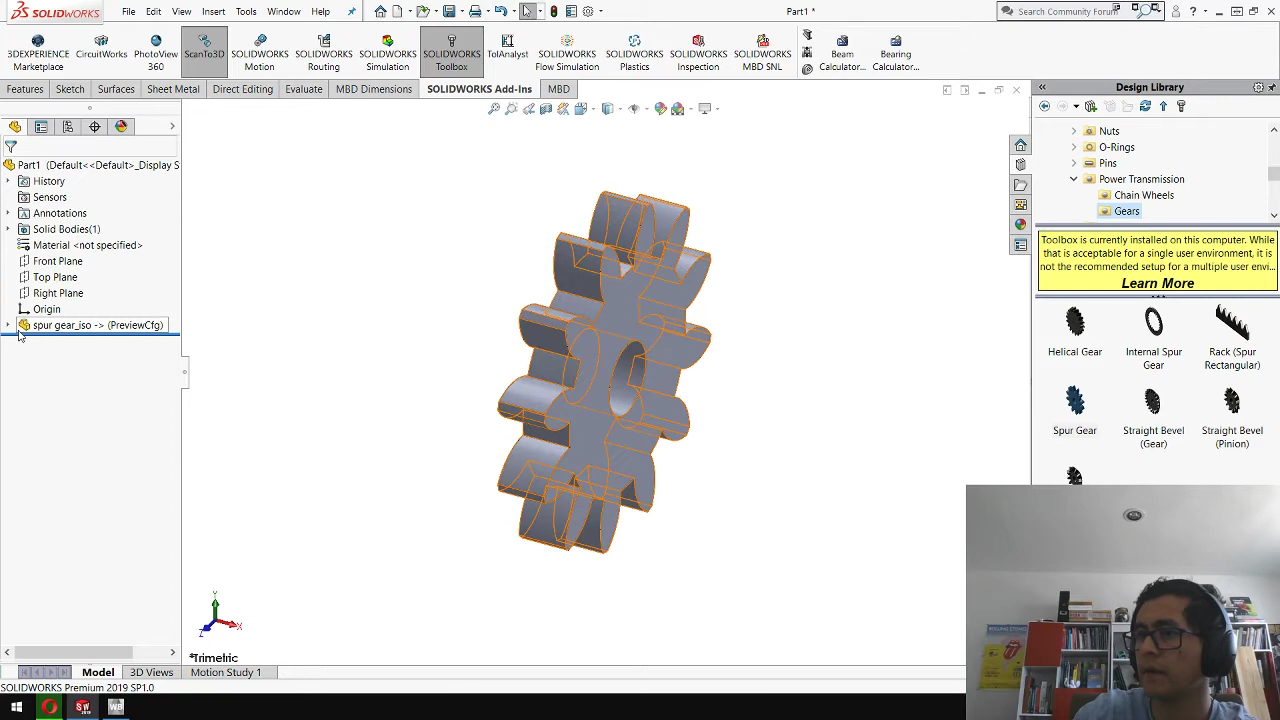 SOLIDWORKS
File
Edit
View
Insert
Tools
Window
Part1 *
Search Community Forum
3DEXPERIENCE Marketplace
CircuitWorks
PhotoView 360
ScanTo3D
SOLIDWORKS Motion
SOLIDWORKS Routing
SOLIDWORKS Simulation
SOLIDWORKS Toolbox
TolAnalyst
SOLIDWORKS Flow Simulation
SOLIDWORKS Plastics
SOLIDWORKS Inspection
SOLIDWORKS MBD SNL
Beam Calculator...
Bearing Calculator...
Features
Sketch
Surfaces
Sheet Metal
Direct Editing
Evaluate
MBD Dimensions
SOLIDWORKS Add-Ins
MBD
Part1 (Default<<Default>_Display S
History
Sensors
Annotations
Solid Bodies(1)
Material <not specified>
Front Plane
Top Plane
Right Plane
Origin
spur gear_iso -> (PreviewCfg)
Y
X
Z
*Trimetric
Model
3D Views
Motion Study 1
SOLIDWORKS Premium 2019 SP1.0
Design Library
Nuts
O-Rings
Pins
Power Transmission
Chain Wheels
Gears
Toolbox is currently installed on this computer. While
that is acceptable for a single user environment, it is
not the recommended setup for a multiple user envi...
Learn More
Helical Gear
Internal Spur Gear
Rack (Spur Rectangular)
Spur Gear
Straight Bevel (Gear)
Straight Bevel (Pinion)